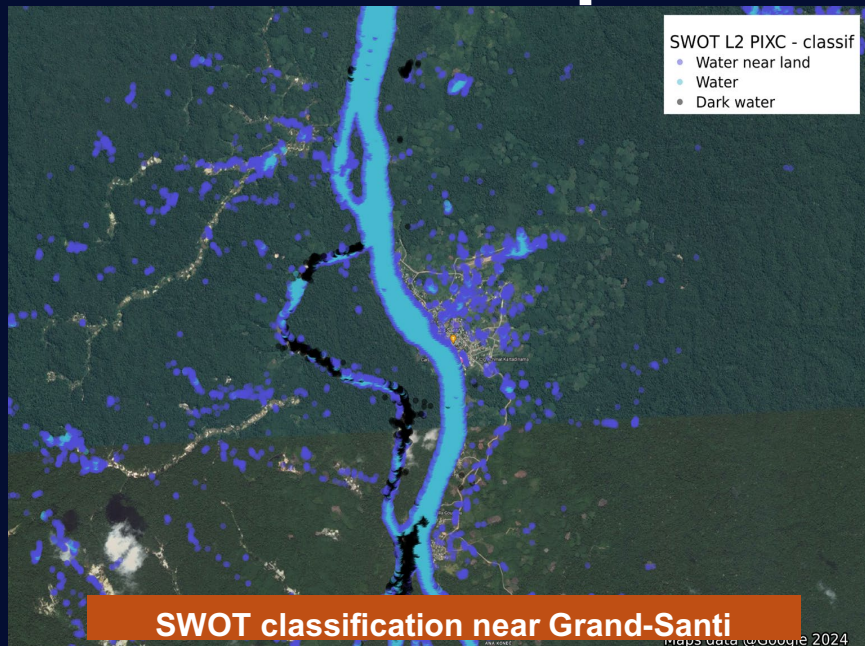 SWOT L2 PIXC - classif
Water near land
Water
Dark water
SWOT classification near Grand-Santi
Maps data @Google 2024